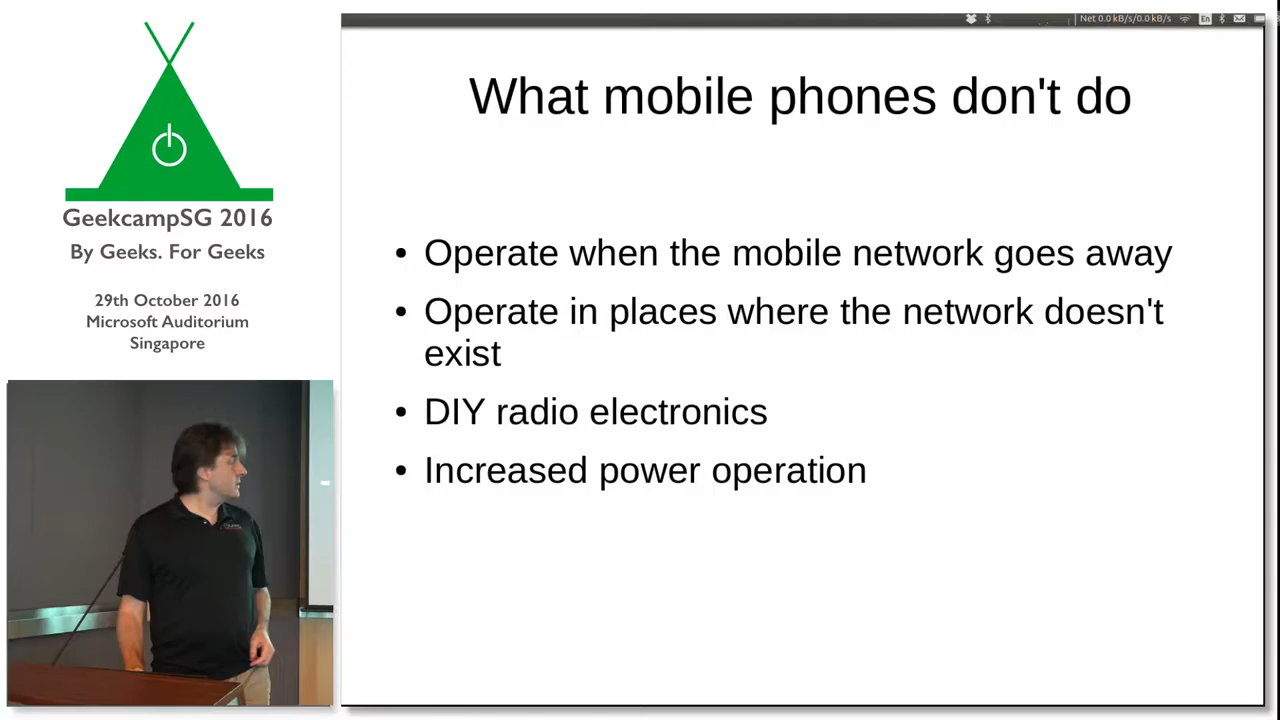 Net 0.0 kB/s/0.0 kB/s
En
What mobile phones don't do
• Operate when the mobile network goes away
• Operate in places where the network doesn't
exist
• DIY radio electronics
• Increased power operation
GeekcampSG 2016
By Geeks. For Geeks
29th October 2016
Microsoft Auditorium
Singapore